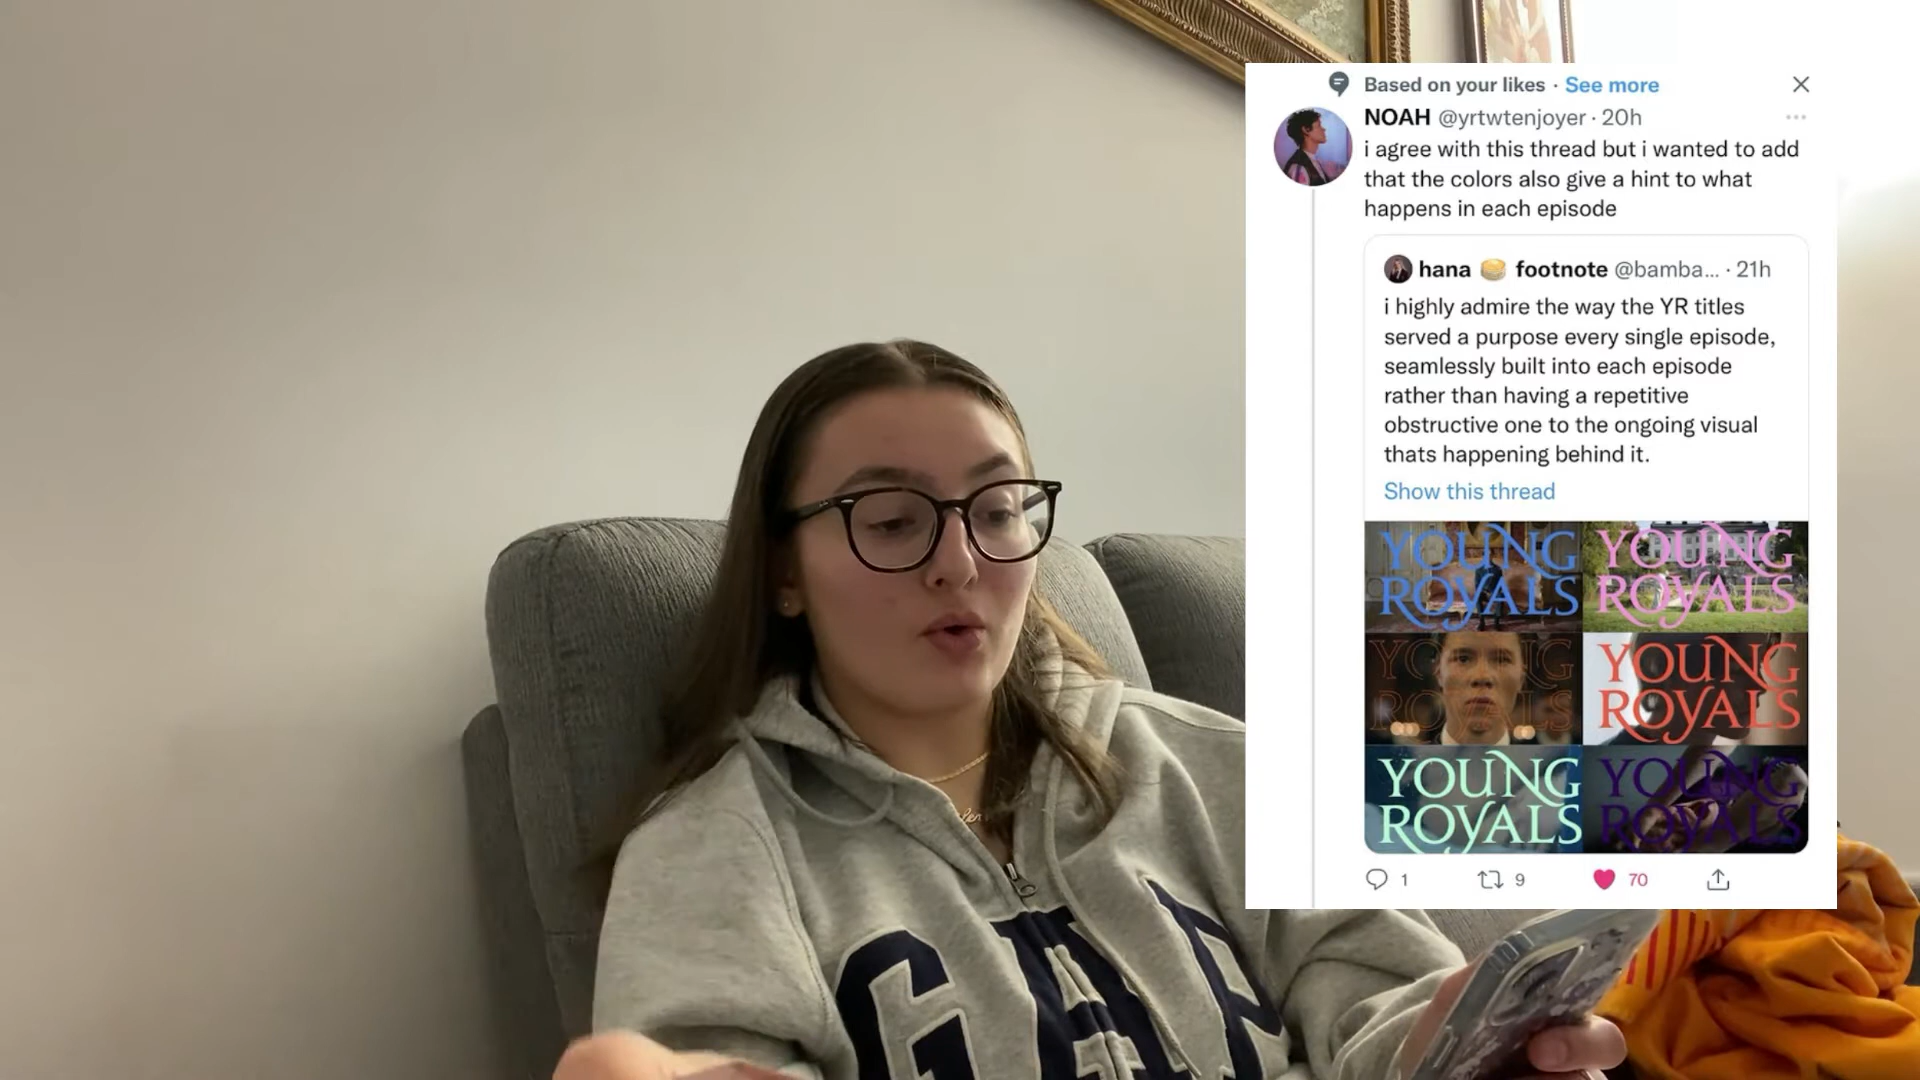 Based on your likes · See more
NOAH @yrtwtenjoyer · 20h
i agree with this thread but i wanted to add
that the colors also give a hint to what
happens in each episode
hana footnote @bamba... · 21h
i highly admire the way the YR titles
served a purpose every single episode,
seamlessly built into each episode
rather than having a repetitive
obstructive one to the ongoing visual
thats happening behind it.
Show this thread
YOUNG
ROYALS
YOUNG
ROYALS
YOUNG
ROYALS
YOUNG
ROYALS
YOUNG
ROYALS
YOUNG
ROYALS
1 9 70
GAP